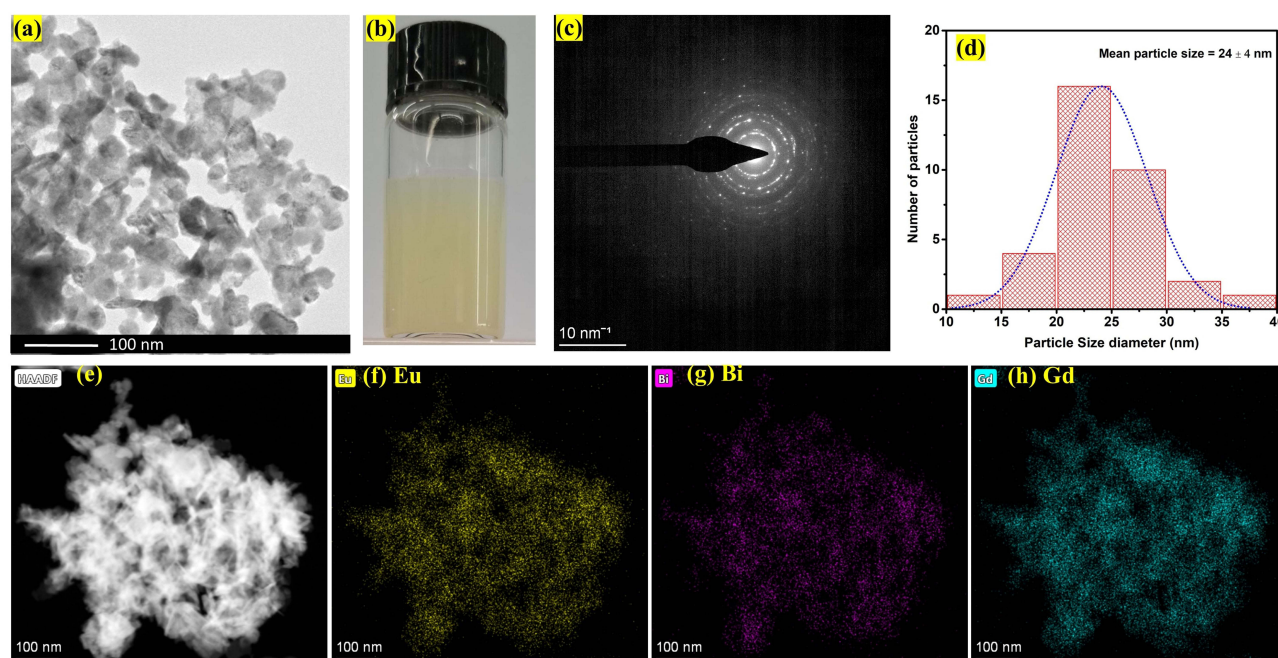 (a)
100 nm
(b)
(c)
10 nm⁻¹
(d)
Mean particle size = 24 ± 4 nm
Number of particles
20
15
10
5
0
10 15 20 25 30 35 40
Particle Size diameter (nm)
HAADF (e)
100 nm
Eu (f) Eu
100 nm
Bi (g) Bi
100 nm
Gd (h) Gd
100 nm